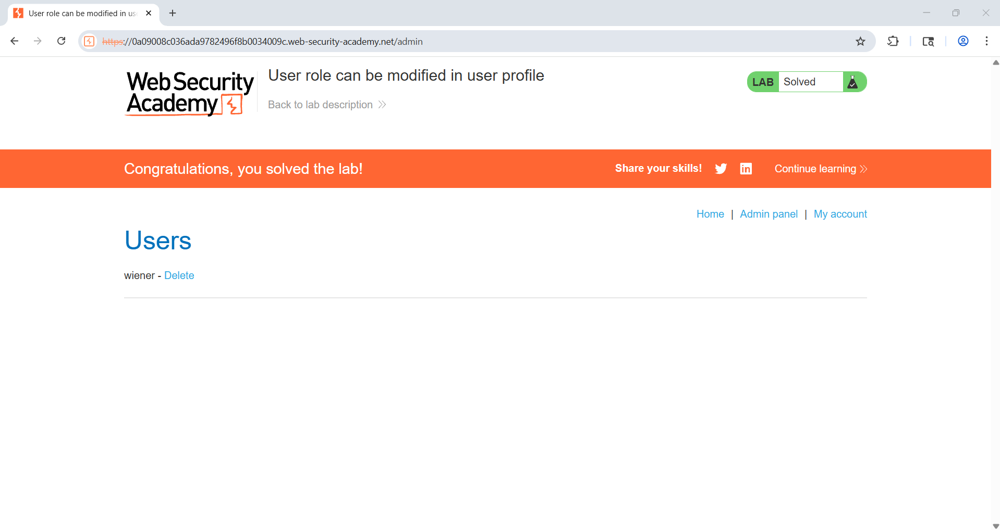 User role can be modified in us
https://0a09008c036ada9782496f8b0034009c.web-security-academy.net/admin
Web Security
Academy
User role can be modified in user profile
Back to lab description
LAB Solved
Congratulations, you solved the lab!
Share your skills!
Continue learning
Home | Admin panel | My account
Users
wiener - Delete